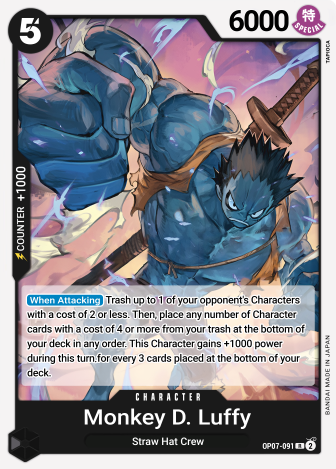 5
6000
特
SPECIAL
TAPIOCA
COUNTER +1000
When Attacking Trash up to 1 of your opponent's Characters
with a cost of 2 or less. Then, place any number of Character
cards with a cost of 4 or more from your trash at the bottom of
your deck in any order. This Character gains +1000 power
during this turn for every 3 cards placed at the bottom of your
deck.
BANDAI MADE IN JAPAN
CHARACTER
Monkey D. Luffy
Straw Hat Crew
OP07-091 R 2